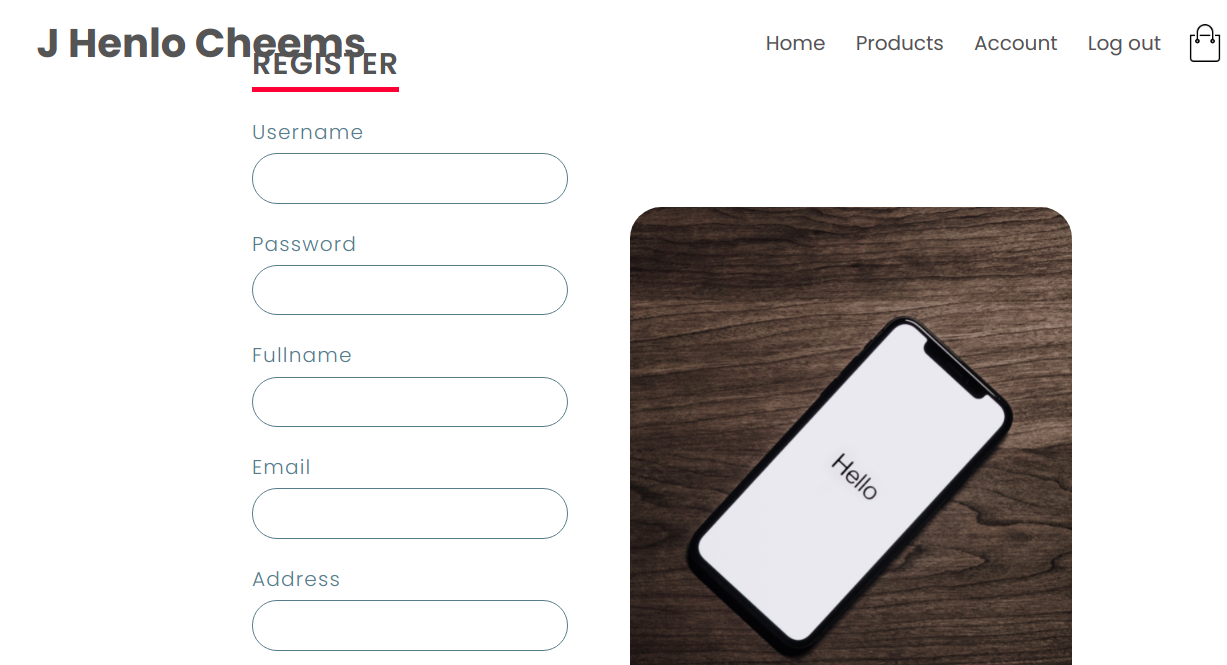 J Henlo Cheems
Home Products Account Log out
REGISTER
Username
Password
Fullname
Email
Address
Hello